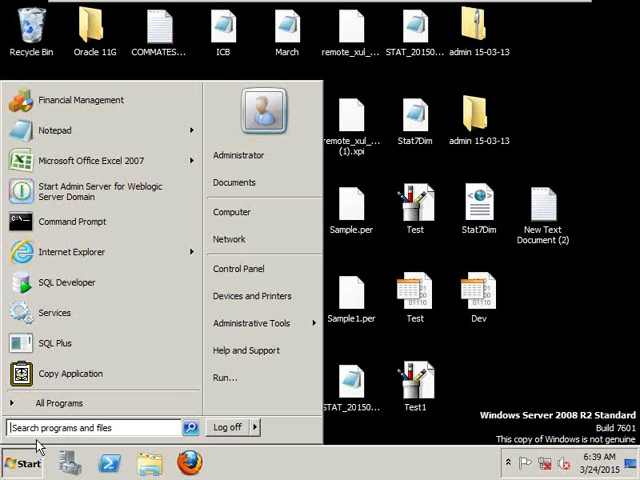 Recycle Bin
Oracle 11G
COMMATES...
ICB
March
remote_xul_...
STAT_20150...
admin 15-03-13
Financial Management
Notepad
Microsoft Office Excel 2007
Start Admin Server for Weblogic
Server Domain
Command Prompt
Internet Explorer
SQL Developer
Services
SQL Plus
Copy Application
All Programs
Search programs and files
Administrator
Documents
Computer
Network
Control Panel
Devices and Printers
Administrative Tools
Help and Support
Run...
Log off
remote_xul_...
(1).xpi
Stat7Dim
admin 15-03-13
Sample.per
Test
Stat7Dim
New Text
Document (2)
Sample1.per
Test
Dev
STAT_20150...
Test1
Windows Server 2008 R2 Standard
Build 7601
This copy of Windows is not genuine
Start
6:39 AM
3/24/2015